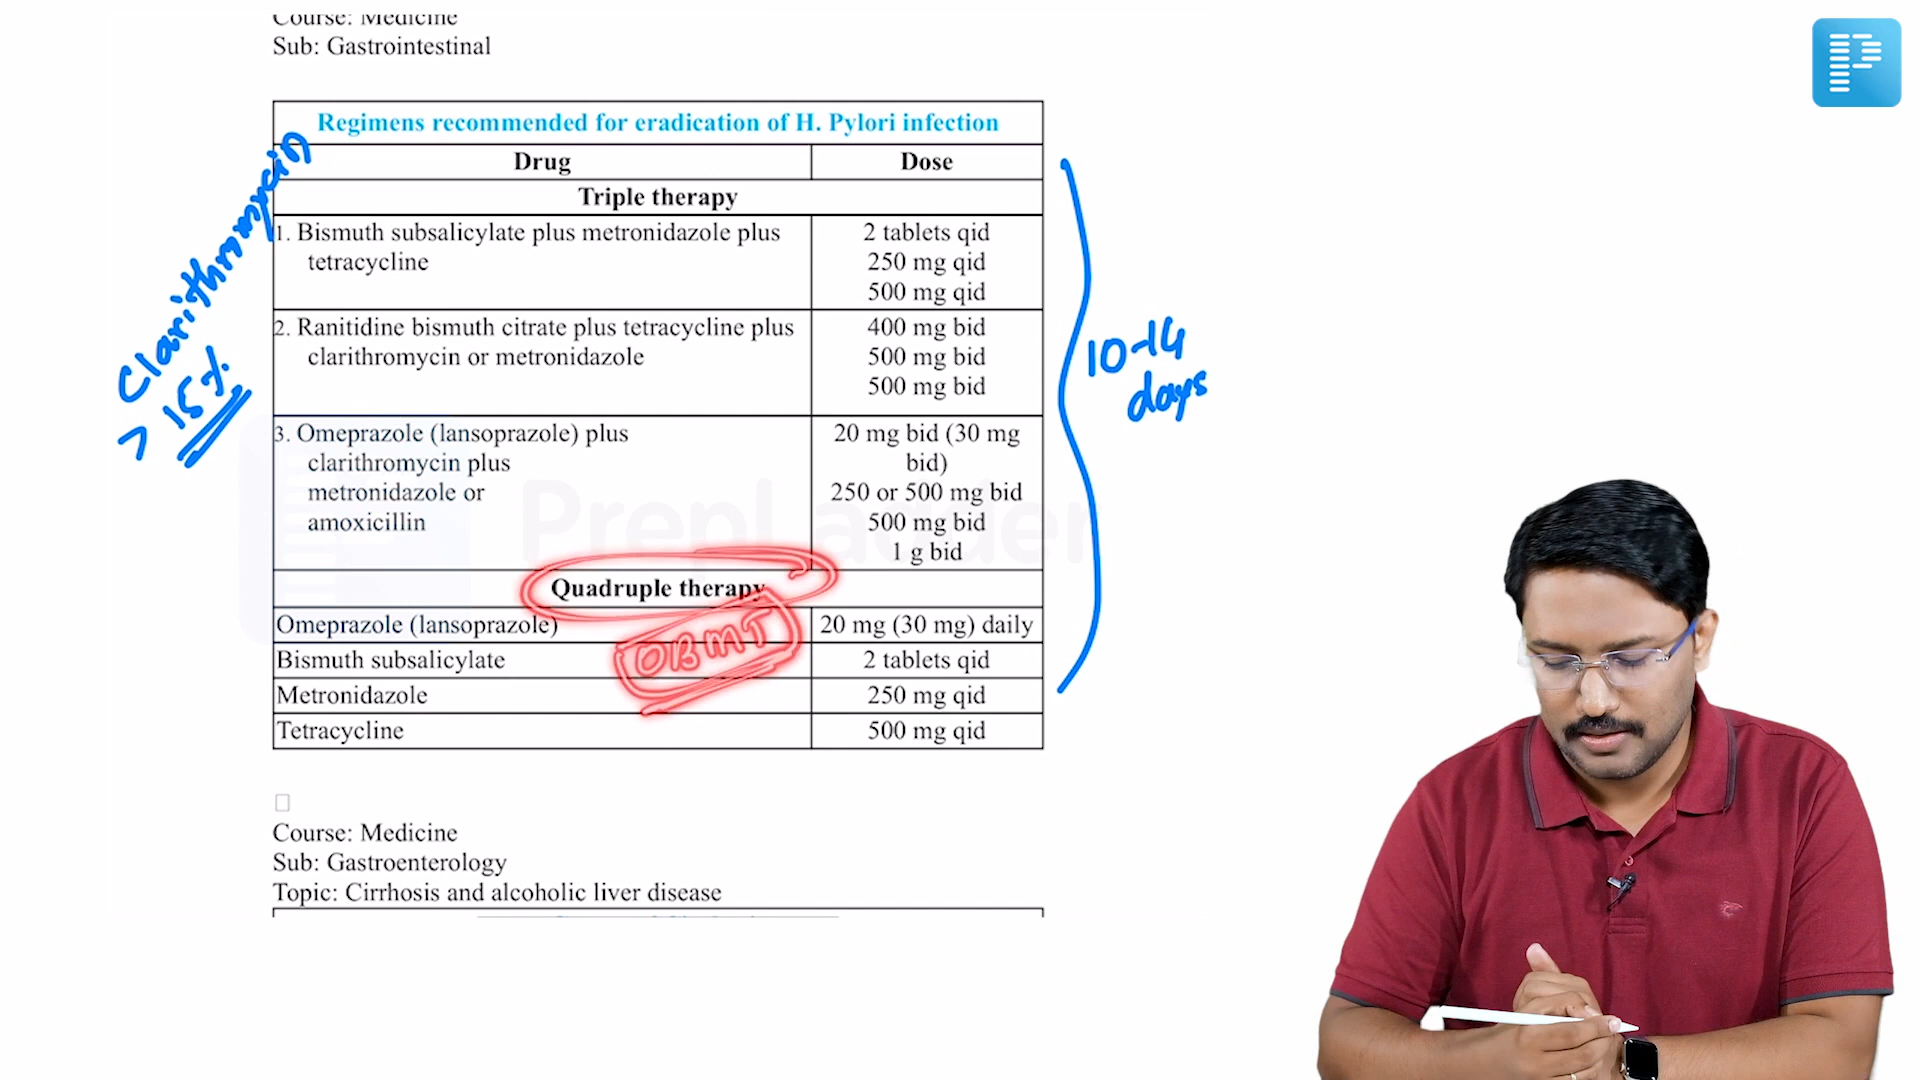 Course: Medicine
Sub: Gastrointestinal
Regimens recommended for eradication of H. Pylori infection
Drug Dose
Triple therapy
1. Bismuth subsalicylate plus metronidazole plus 2 tablets qid
tetracycline 250 mg qid
500 mg qid
2. Ranitidine bismuth citrate plus tetracycline plus 400 mg bid
clarithromycin or metronidazole 500 mg bid
500 mg bid
3. Omeprazole (lansoprazole) plus 20 mg bid (30 mg
clarithromycin plus bid)
metronidazole or 250 or 500 mg bid
amoxicillin 500 mg bid
1 g bid
Quadruple therapy
Omeprazole (lansoprazole) 20 mg (30 mg) daily
Bismuth subsalicylate 2 tablets qid
Metronidazole 250 mg qid
Tetracycline 500 mg qid
Clarithromycin
> 15%
10-14
days
OBMT
PrepLadder
Course: Medicine
Sub: Gastroenterology
Topic: Cirrhosis and alcoholic liver disease